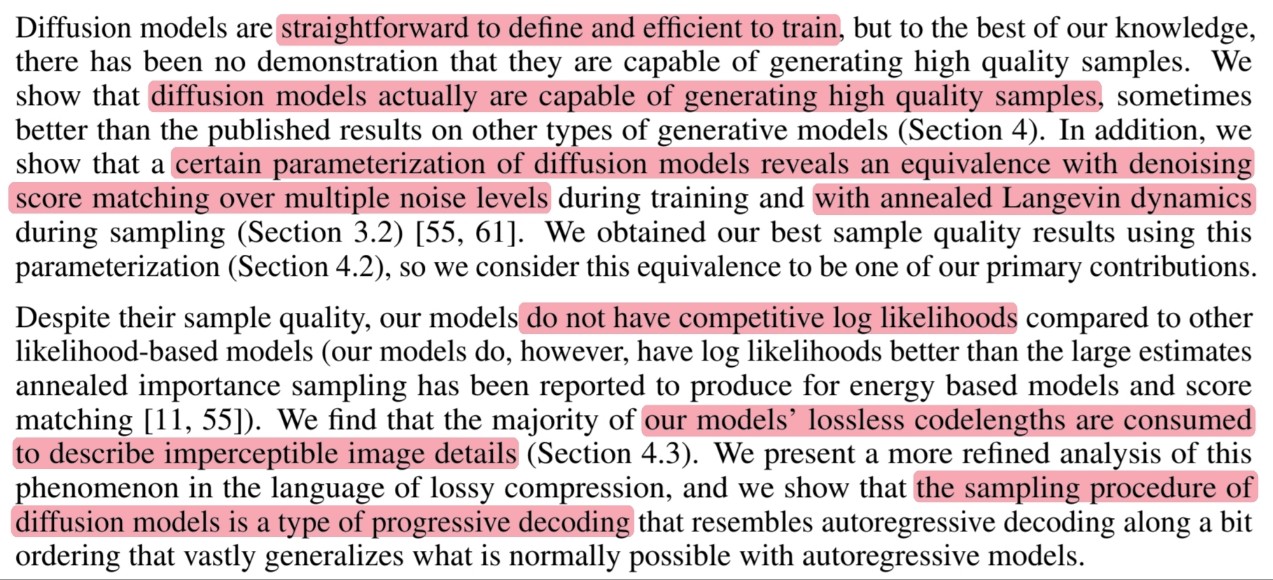 Diffusion models are straightforward to define and efficient to train, but to the best of our knowledge,
there has been no demonstration that they are capable of generating high quality samples. We
show that diffusion models actually are capable of generating high quality samples, sometimes
better than the published results on other types of generative models (Section 4). In addition, we
show that a certain parameterization of diffusion models reveals an equivalence with denoising
score matching over multiple noise levels during training and with annealed Langevin dynamics
during sampling (Section 3.2) [55, 61]. We obtained our best sample quality results using this
parameterization (Section 4.2), so we consider this equivalence to be one of our primary contributions.
Despite their sample quality, our models do not have competitive log likelihoods compared to other
likelihood-based models (our models do, however, have log likelihoods better than the large estimates
annealed importance sampling has been reported to produce for energy based models and score
matching [11, 55]). We find that the majority of our models’ lossless codelengths are consumed
to describe imperceptible image details (Section 4.3). We present a more refined analysis of this
phenomenon in the language of lossy compression, and we show that the sampling procedure of
diffusion models is a type of progressive decoding that resembles autoregressive decoding along a bit
ordering that vastly generalizes what is normally possible with autoregressive models.